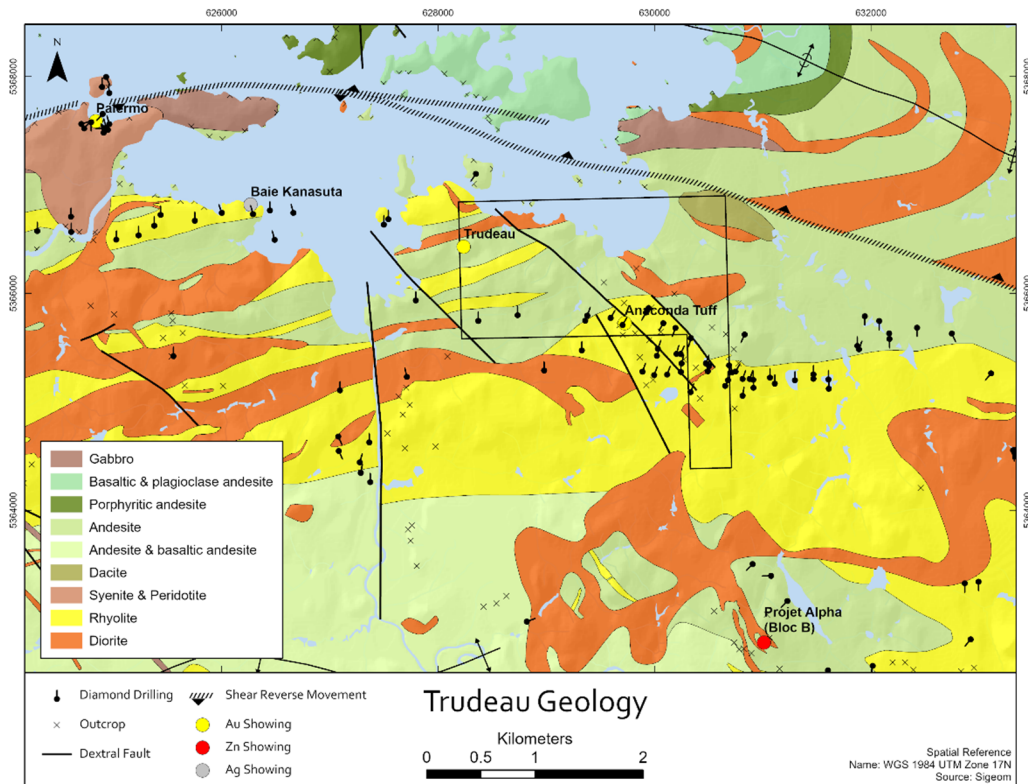 626000
628000
630000
632000
N
5368000
5368000
Palermo
Baie Kanasuta
Trudeau
5366000
5366000
Anaconda Tuff
Gabbro
Basaltic & plagioclase andesite
Porphyritic andesite
Andesite
Andesite & basaltic andesite
Dacite
Syenite & Peridotite
Rhyolite
Diorite
5364000
5364000
Projet Alpha
(Bloc B)
Diamond Drilling
Outcrop
Dextral Fault
Shear Reverse Movement
Au Showing
Zn Showing
Ag Showing
Trudeau Geology
Kilometers
0 0.5 1 2
Spatial Reference
Name: WGS 1984 UTM Zone 17N
Source: Sigeom